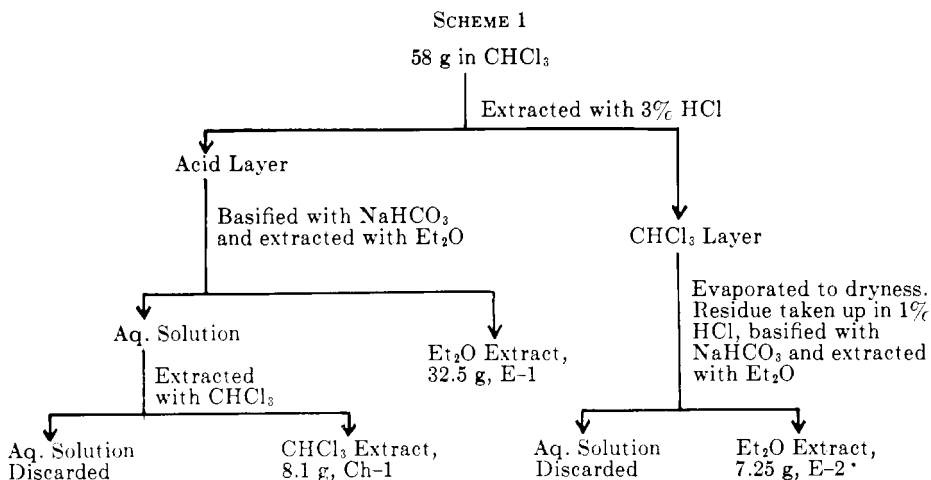 SCHEME 1
58 g in CHCl₃
Extracted with 3% HCl
Acid Layer
Basified with NaHCO₃
and extracted with Et₂O
CHCl₃ Layer
Evaporated to dryness.
Residue taken up in 1%
HCl, basified with
NaHCO₃ and extracted
with Et₂O
Aq. Solution
Et₂O Extract,
32.5 g, E-1
Extracted
with CHCl₃
Aq. Solution
Discarded
CHCl₃ Extract,
8.1 g, Ch-1
Aq. Solution
Discarded
Et₂O Extract,
7.25 g, E-2